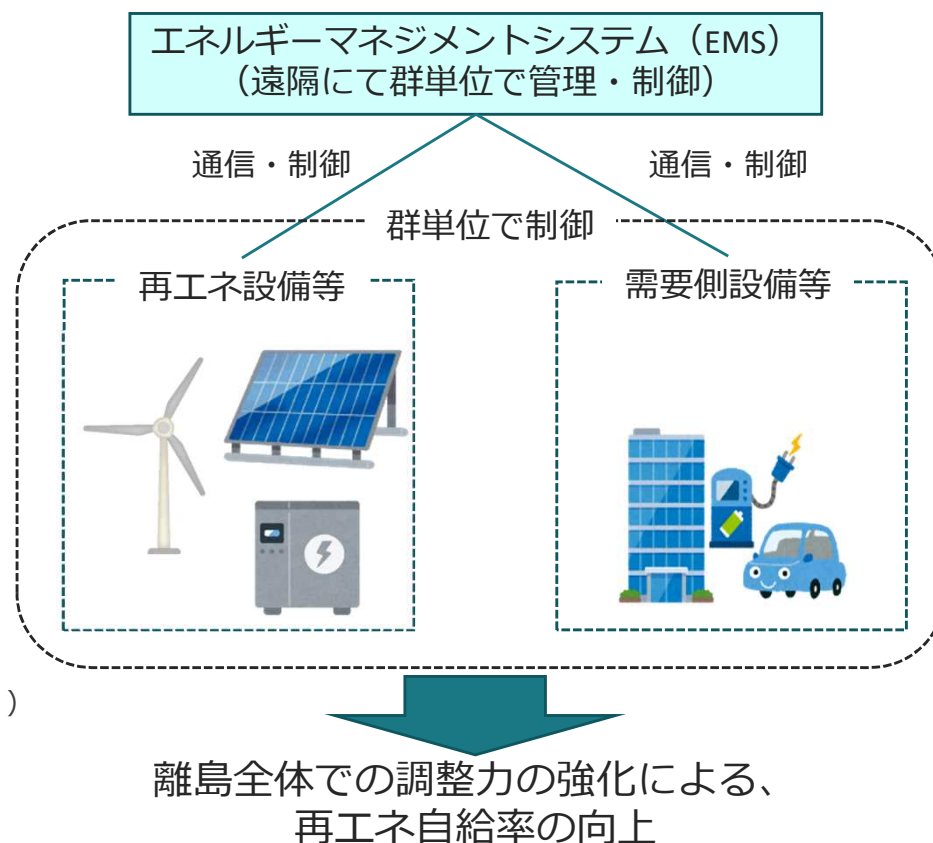 エネルギーマネジメントシステム（EMS）
（遠隔にて群単位で管理・制御）
通信・制御
通信・制御
群単位で制御
再エネ設備等
需要側設備等
）
離島全体での調整力の強化による、
再エネ自給率の向上